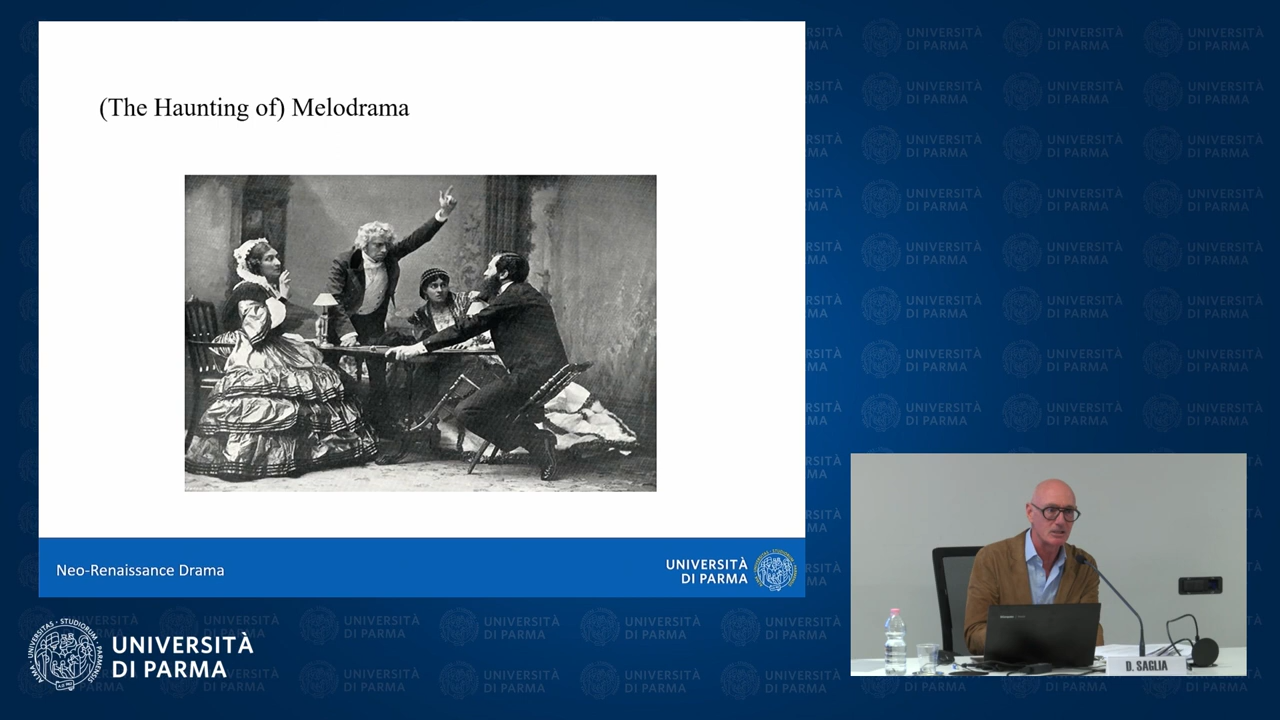 (The Haunting of) Melodrama
Neo-Renaissance Drama
UNIVERSITÀ
DI PARMA
UNIVERSITÀ
DI PARMA
D. SAGLIA